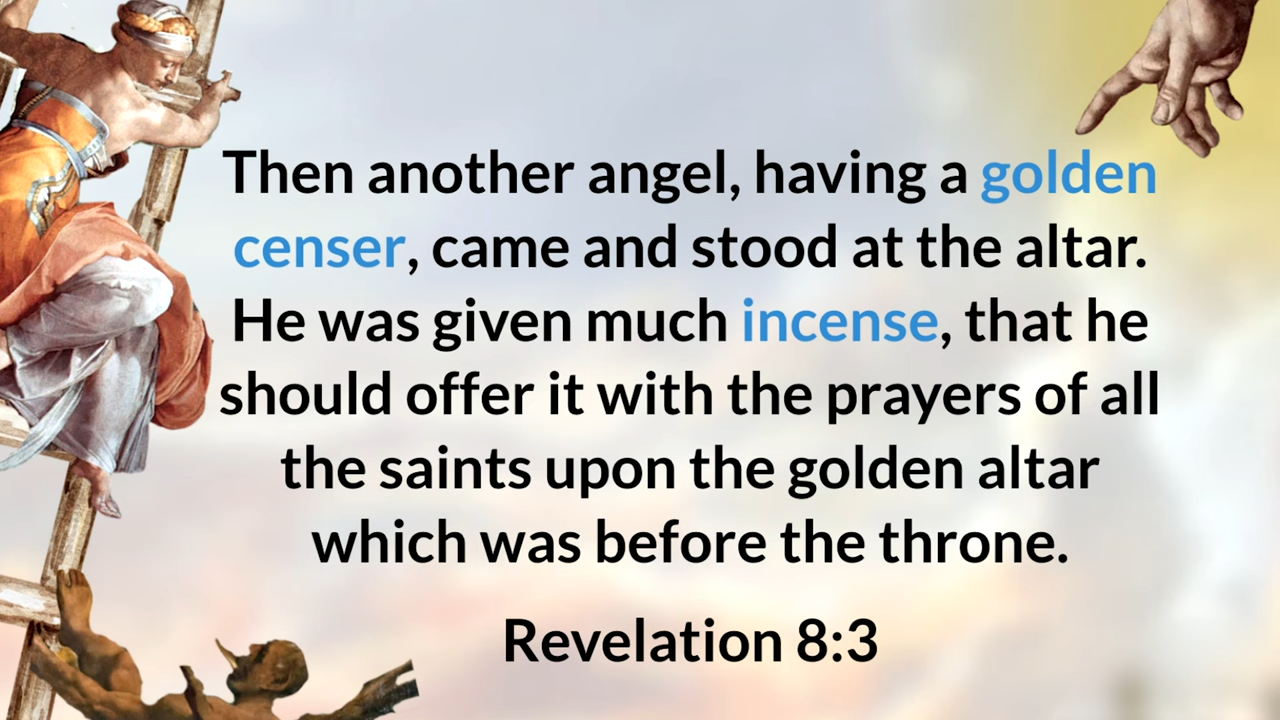 Then another angel, having a golden
censer, came and stood at the altar.
He was given much incense, that he
should offer it with the prayers of all
the saints upon the golden altar
which was before the throne.
Revelation 8:3